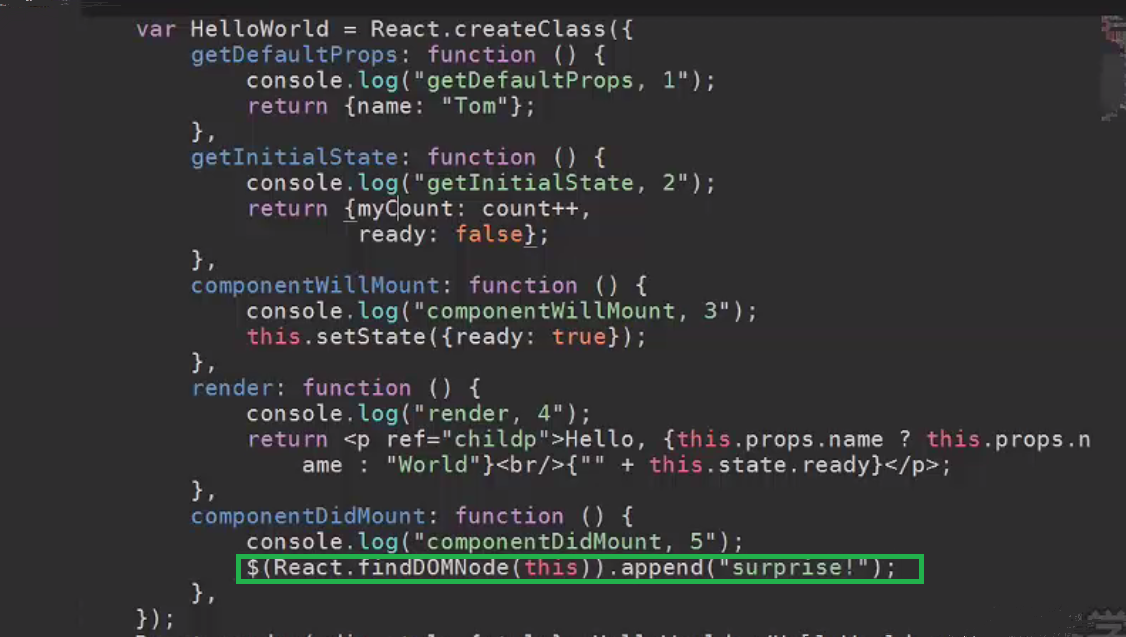 var HelloWorld = React.createClass({
getDefaultProps: function () {
console.log("getDefaultProps, 1");
return {name: "Tom"};
},
getInitialState: function () {
console.log("getInitialState, 2");
return {myCount: count++,
ready: false};
},
componentWillMount: function () {
console.log("componentWillMount, 3");
this.setState({ready: true});
},
render: function () {
console.log("render, 4");
return <p ref="childp">Hello, {this.props.name ? this.props.n
ame : "World"}<br/>{"" + this.state.ready}</p>;
},
componentDidMount: function () {
console.log("componentDidMount, 5");
$(React.findDOMNode(this)).append("surprise!");
},
});